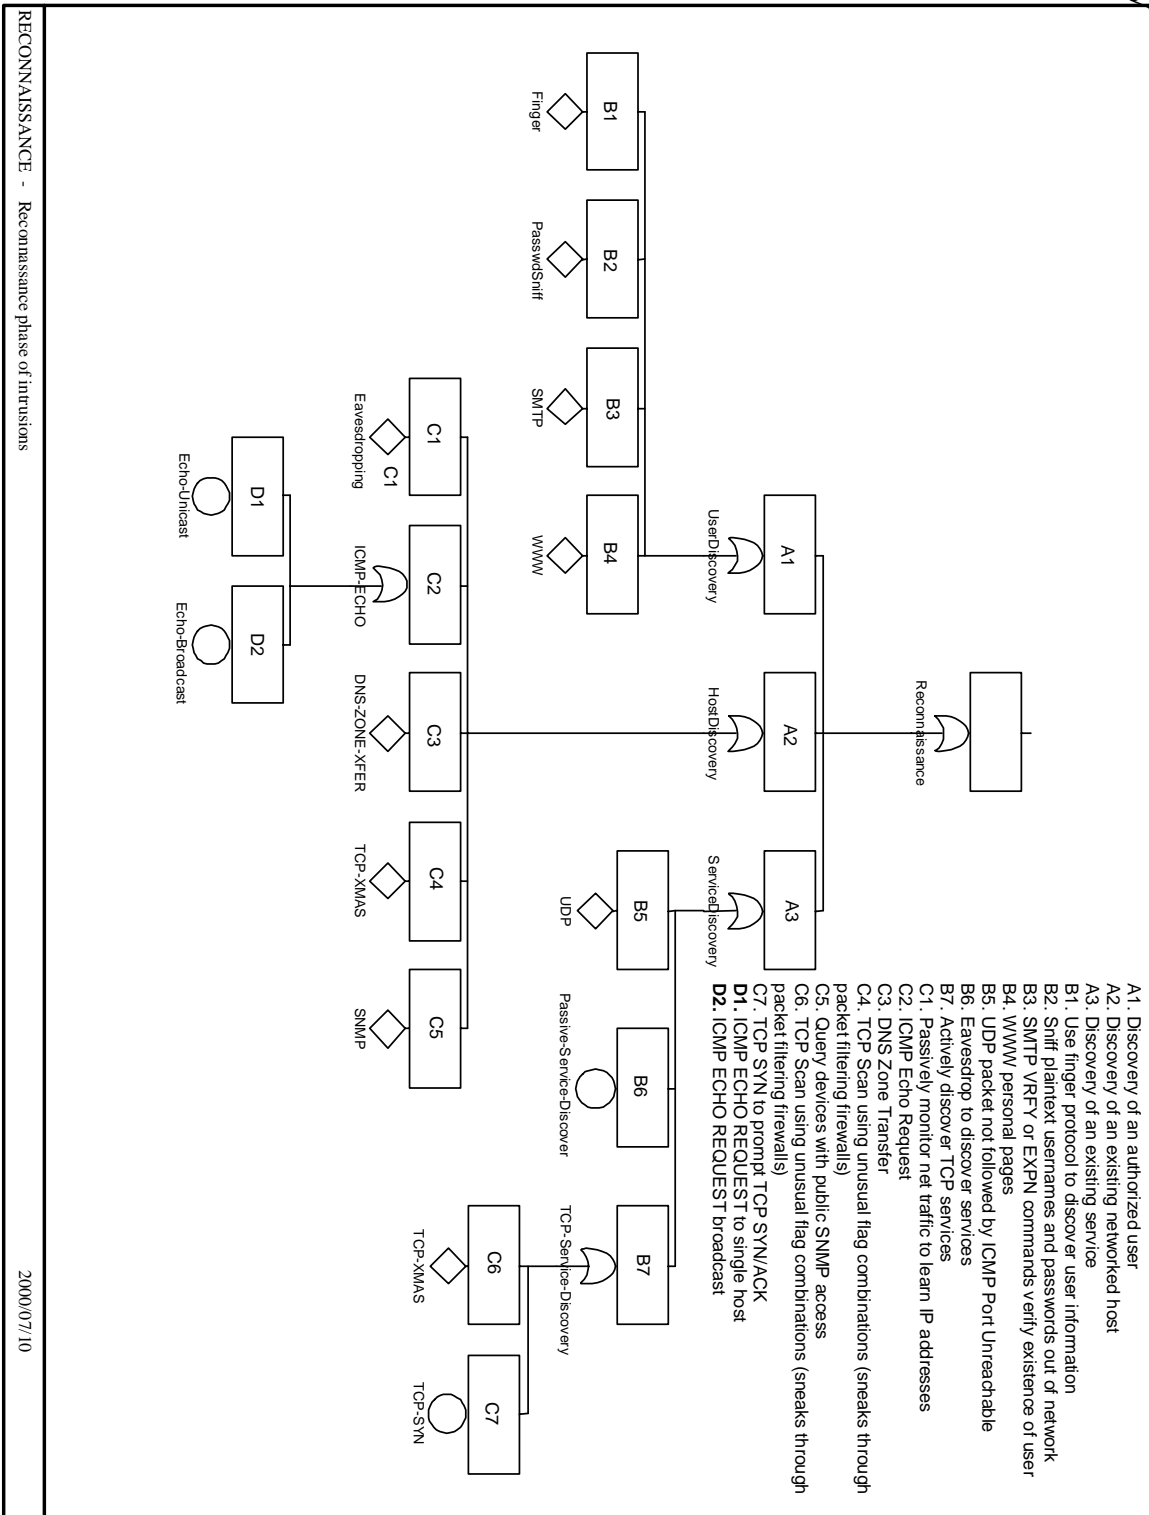 A1. Discovery of an authorized user
A2. Discovery of an existing networked host
A3. Discovery of an existing service
B1. Use finger protocol to discover user information
B2. Sniff plaintext usernames and passwords out of network
B3. SMTP VRFY or EXPN commands verify existence of user
B4. WWW personal pages
B5. UDP packet not followed by ICMP Port Unreachable
B6. Eavesdrop to discover services
B7. Actively discover TCP services
C1. Passively monitor net traffic to learn IP addresses
C2. ICMP Echo Request
C3. DNS Zone Transfer
C4. TCP Scan using unusual flag combinations (sneaks through
packet filtering firewalls)
C5. Query devices with public SNMP access
C6. TCP Scan using unusual flag combinations (sneaks through
packet filtering firewalls)
C7. TCP SYN to prompt TCP SYN/ACK
D1. ICMP ECHO REQUEST to single host
D2. ICMP ECHO REQUEST broadcast
Reconnaissance
A1
A2
A3
UserDiscovery
HostDiscovery
ServiceDiscovery
B1
B2
B3
B4
B5
B6
B7
Finger
PasswdSniff
SMTP
WWW
UDP
Passive-Service-Discover
TCP-Service-Discovery
C1
C1
C2
C3
C4
C5
C6
C7
Eavesdropping
ICMP-ECHO
DNS-ZONE-XFER
TCP-XMAS
SNMP
TCP-XMAS
TCP-SYN
D1
D2
Echo-Unicast
Echo-Broadcast
RECONNAISSANCE - Reconnassance phase of intrusions
2000/07/10